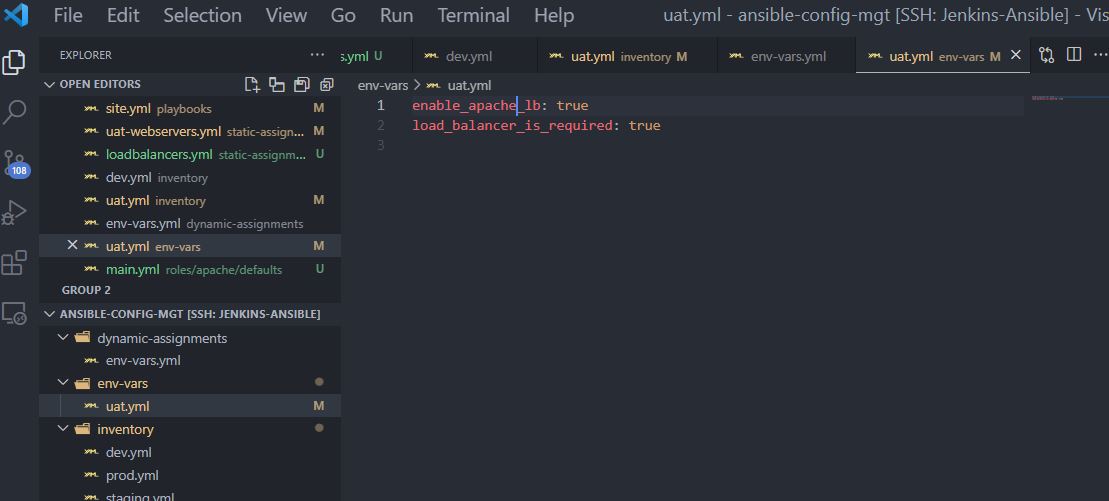 File Edit Selection View Go Run Terminal Help uat.yml - ansible-config-mgt [SSH: Jenkins-Ansible] - Vis
EXPLORER ···
s.yml U dev.yml uat.yml inventory M env-vars.yml uat.yml env-vars M
OPEN EDITORS
site.yml playbooks M
uat-webservers.yml static-assign... M
loadbalancers.yml static-assignm... U
dev.yml inventory
uat.yml inventory M
env-vars.yml dynamic-assignments
uat.yml env-vars M
main.yml roles/apache/defaults U
GROUP 2
ANSIBLE-CONFIG-MGT [SSH: JENKINS-ANSIBLE]
dynamic-assignments
env-vars.yml
env-vars
uat.yml M
inventory
dev.yml
prod.yml
staging.yml
108
env-vars > uat.yml
1 enable_apache_lb: true
2 load_balancer_is_required: true
3